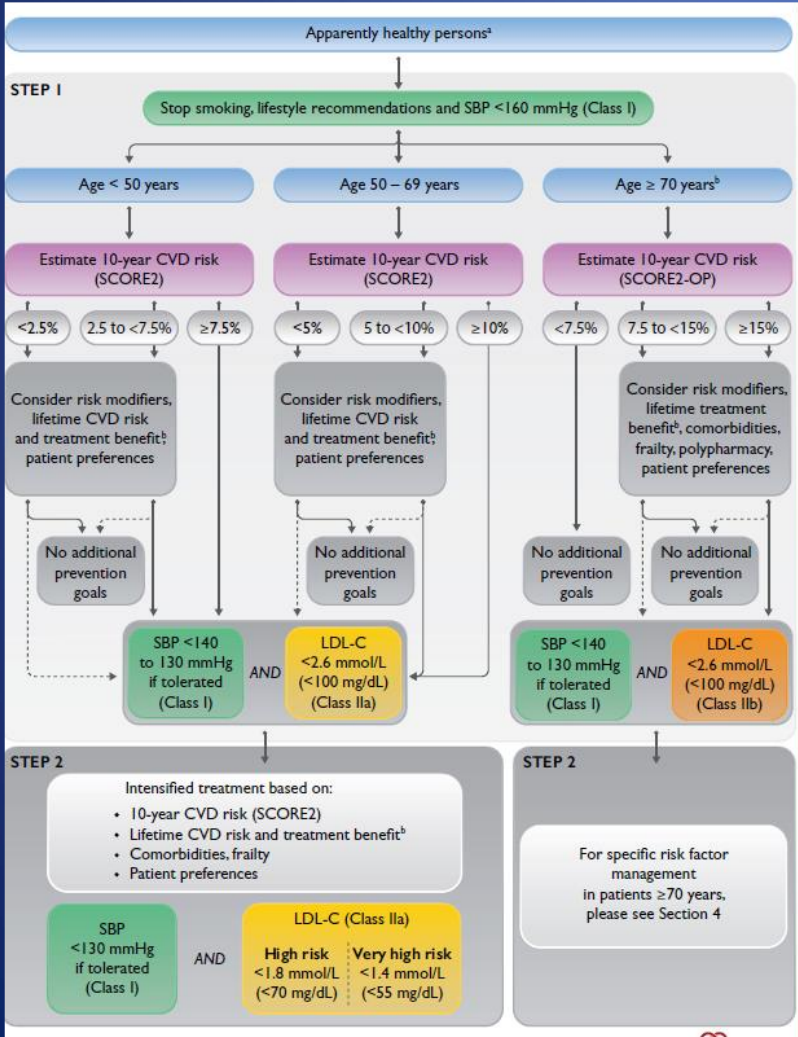 Apparently healthy personsᵃ
STEP 1
Stop smoking, lifestyle recommendations and SBP <160 mmHg (Class I)
Age < 50 years
Age 50 – 69 years
Age ≥ 70 yearsᵇ
Estimate 10-year CVD risk
(SCORE2)
Estimate 10-year CVD risk
(SCORE2)
Estimate 10-year CVD risk
(SCORE2-OP)
<2.5%
2.5 to <7.5%
≥7.5%
<5%
5 to <10%
≥10%
<7.5%
7.5 to <15%
≥15%
Consider risk modifiers,
lifetime CVD risk
and treatment benefitᵇ,
patient preferences
Consider risk modifiers,
lifetime CVD risk
and treatment benefitᵇ,
patient preferences
Consider risk modifiers,
lifetime treatment
benefitᵇ, comorbidities,
frailty, polypharmacy,
patient preferences
No additional
prevention
goals
No additional
prevention
goals
No additional
prevention
goals
No additional
prevention
goals
SBP <140
to 130 mmHg
if tolerated
(Class I)
AND
LDL-C
<2.6 mmol/L
(<100 mg/dL)
(Class IIa)
SBP <140
to 130 mmHg
if tolerated
(Class I)
AND
LDL-C
<2.6 mmol/L
(<100 mg/dL)
(Class IIb)
STEP 2
Intensified treatment based on:
• 10-year CVD risk (SCORE2)
• Lifetime CVD risk and treatment benefitᵇ
• Comorbidities, frailty
• Patient preferences
SBP
<130 mmHg
if tolerated
(Class I)
AND
LDL-C (Class IIa)
High risk
<1.8 mmol/L
(<70 mg/dL)
Very high risk
<1.4 mmol/L
(<55 mg/dL)
STEP 2
For specific risk factor
management
in patients ≥70 years,
please see Section 4